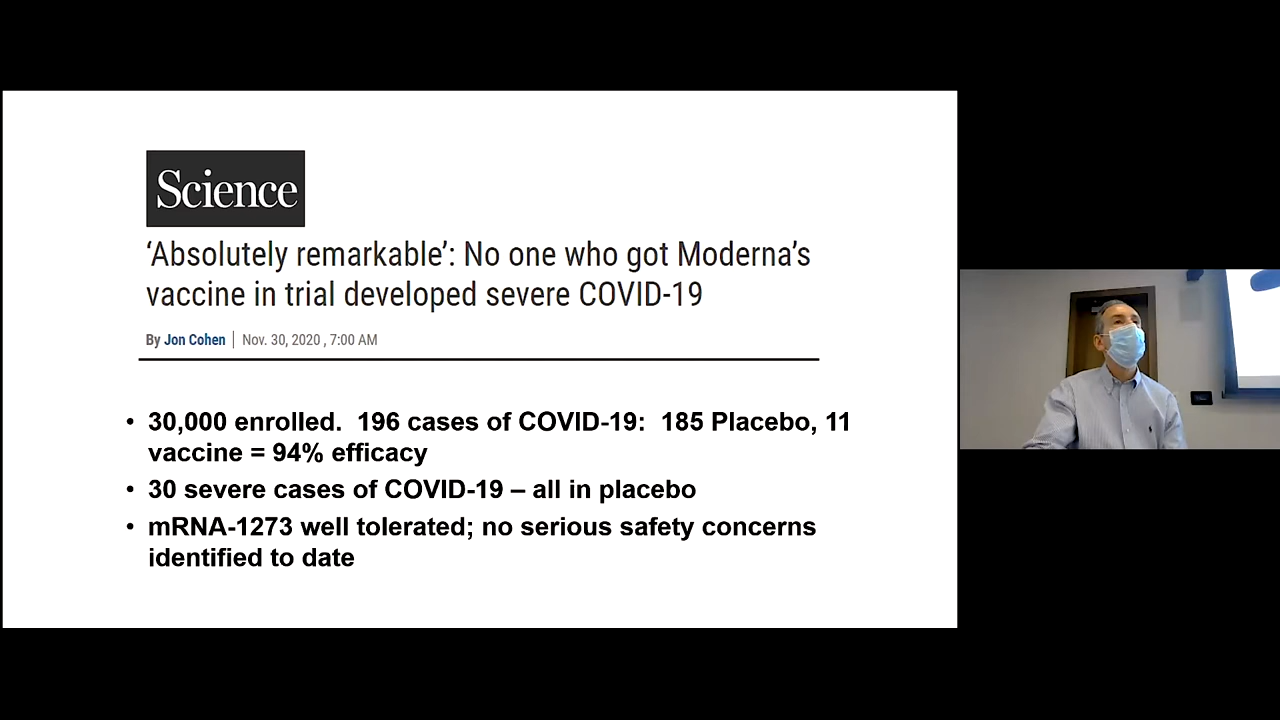 Science
‘Absolutely remarkable’: No one who got Moderna’s
vaccine in trial developed severe COVID-19
By Jon Cohen | Nov. 30, 2020 , 7:00 AM
• 30,000 enrolled.  196 cases of COVID-19:  185 Placebo, 11
vaccine = 94% efficacy
• 30 severe cases of COVID-19 – all in placebo
• mRNA-1273 well tolerated; no serious safety concerns
identified to date